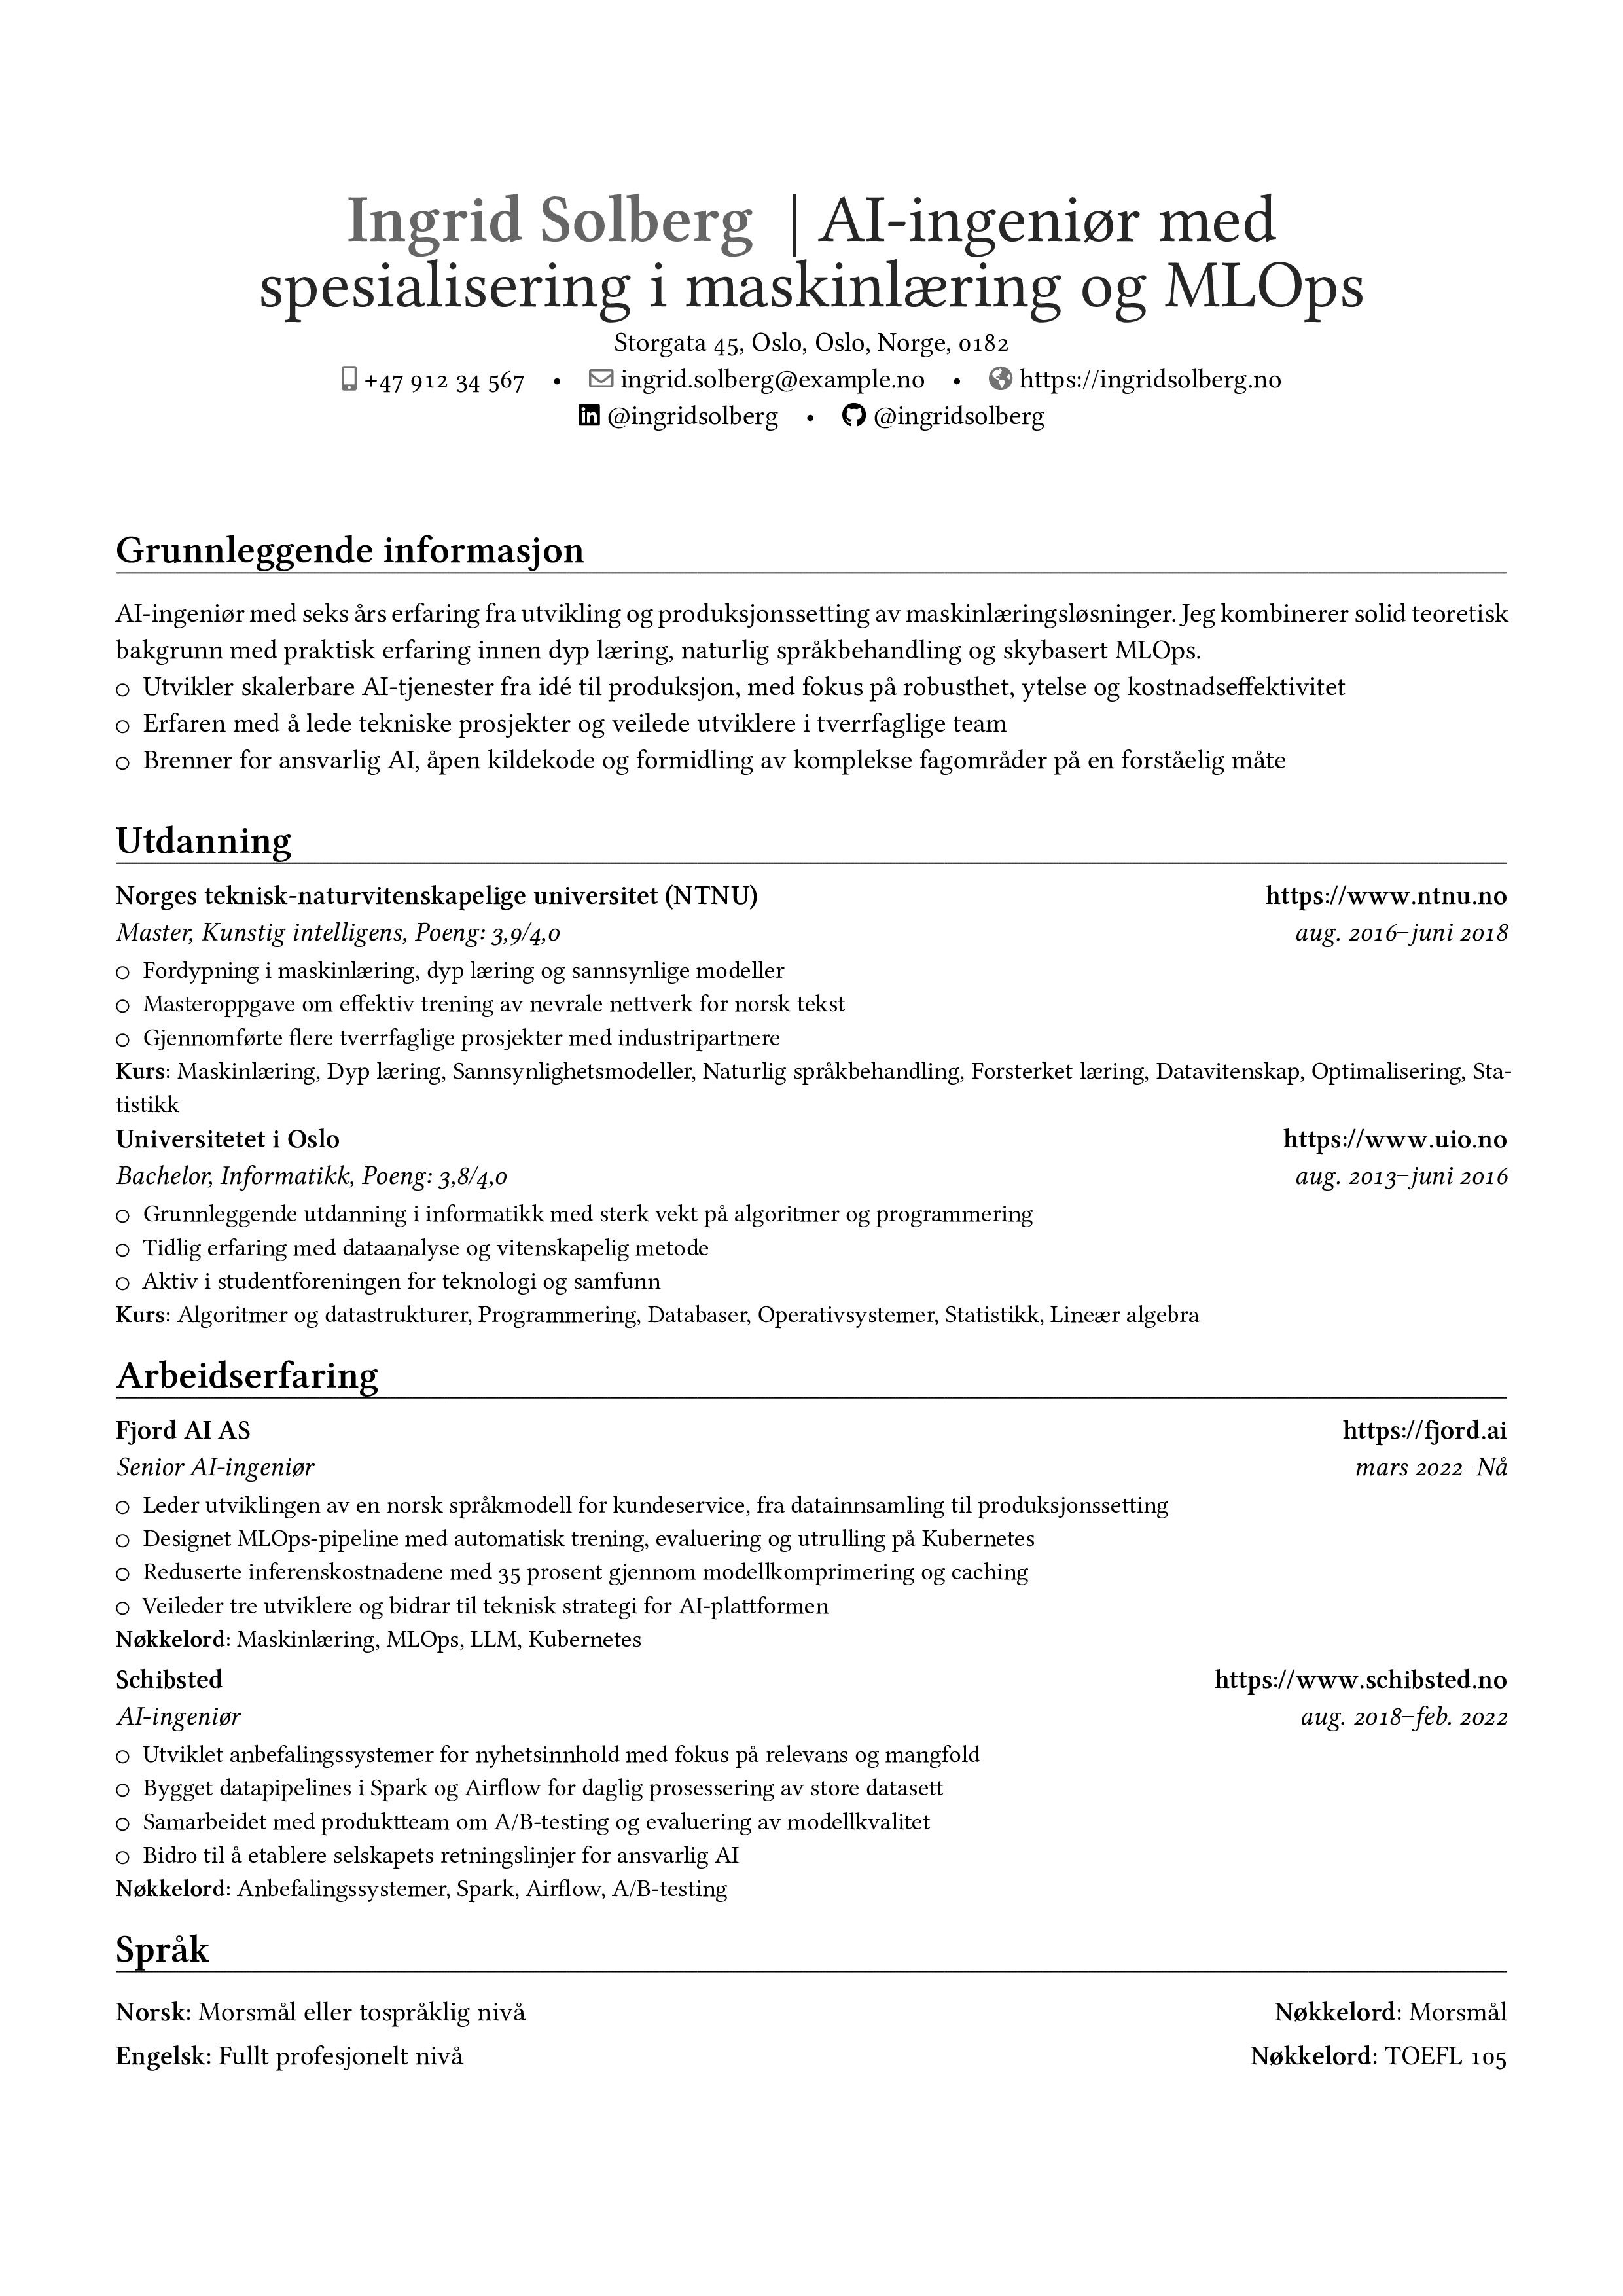 Ingrid Solberg | AI-ingeniør med
spesialisering i maskinlæring og MLOps
Storgata 45, Oslo, Oslo, Norge, 0182
+47 912 34 567 • ingrid.solberg@example.no • https://ingridsolberg.no
@ingridsolberg • @ingridsolberg
Grunnleggende informasjon
AI-ingeniør med seks års erfaring fra utvikling og produksjonssetting av maskinlæringsløsninger. Jeg kombinerer solid teoretisk
bakgrunn med praktisk erfaring innen dyp læring, naturlig språkbehandling og skybasert MLOps.
○ Utvikler skalerbare AI-tjenester fra idé til produksjon, med fokus på robusthet, ytelse og kostnadseffektivitet
○ Erfaren med å lede tekniske prosjekter og veilede utviklere i tverrfaglige team
○ Brenner for ansvarlig AI, åpen kildekode og formidling av komplekse fagområder på en forståelig måte
Utdanning
Norges teknisk-naturvitenskapelige universitet (NTNU) https://www.ntnu.no
Master, Kunstig intelligens, Poeng: 3,9/4,0 aug. 2016–juni 2018
○ Fordypning i maskinlæring, dyp læring og sannsynlige modeller
○ Masteroppgave om effektiv trening av nevrale nettverk for norsk tekst
○ Gjennomførte flere tverrfaglige prosjekter med industripartnere
Kurs: Maskinlæring, Dyp læring, Sannsynlighetsmodeller, Naturlig språkbehandling, Forsterket læring, Datavitenskap, Optimalisering, Sta-
tistikk
Universitetet i Oslo https://www.uio.no
Bachelor, Informatikk, Poeng: 3,8/4,0 aug. 2013–juni 2016
○ Grunnleggende utdanning i informatikk med sterk vekt på algoritmer og programmering
○ Tidlig erfaring med dataanalyse og vitenskapelig metode
○ Aktiv i studentforeningen for teknologi og samfunn
Kurs: Algoritmer og datastrukturer, Programmering, Databaser, Operativsystemer, Statistikk, Lineær algebra
Arbeidserfaring
Fjord AI AS https://fjord.ai
Senior AI-ingeniør mars 2022–Nå
○ Leder utviklingen av en norsk språkmodell for kundeservice, fra datainnsamling til produksjonssetting
○ Designet MLOps-pipeline med automatisk trening, evaluering og utrulling på Kubernetes
○ Reduserte inferenskostnadene med 35 prosent gjennom modellkomprimering og caching
○ Veileder tre utviklere og bidrar til teknisk strategi for AI-plattformen
Nøkkelord: Maskinlæring, MLOps, LLM, Kubernetes
Schibsted https://www.schibsted.no
AI-ingeniør aug. 2018–feb. 2022
○ Utviklet anbefalingssystemer for nyhetsinnhold med fokus på relevans og mangfold
○ Bygget datapipelines i Spark og Airflow for daglig prosessering av store datasett
○ Samarbeidet med produktteam om A/B-testing og evaluering av modellkvalitet
○ Bidro til å etablere selskapets retningslinjer for ansvarlig AI
Nøkkelord: Anbefalingssystemer, Spark, Airflow, A/B-testing
Språk
Norsk: Morsmål eller tospråklig nivå Nøkkelord: Morsmål
Engelsk: Fullt profesjonelt nivå Nøkkelord: TOEFL 105